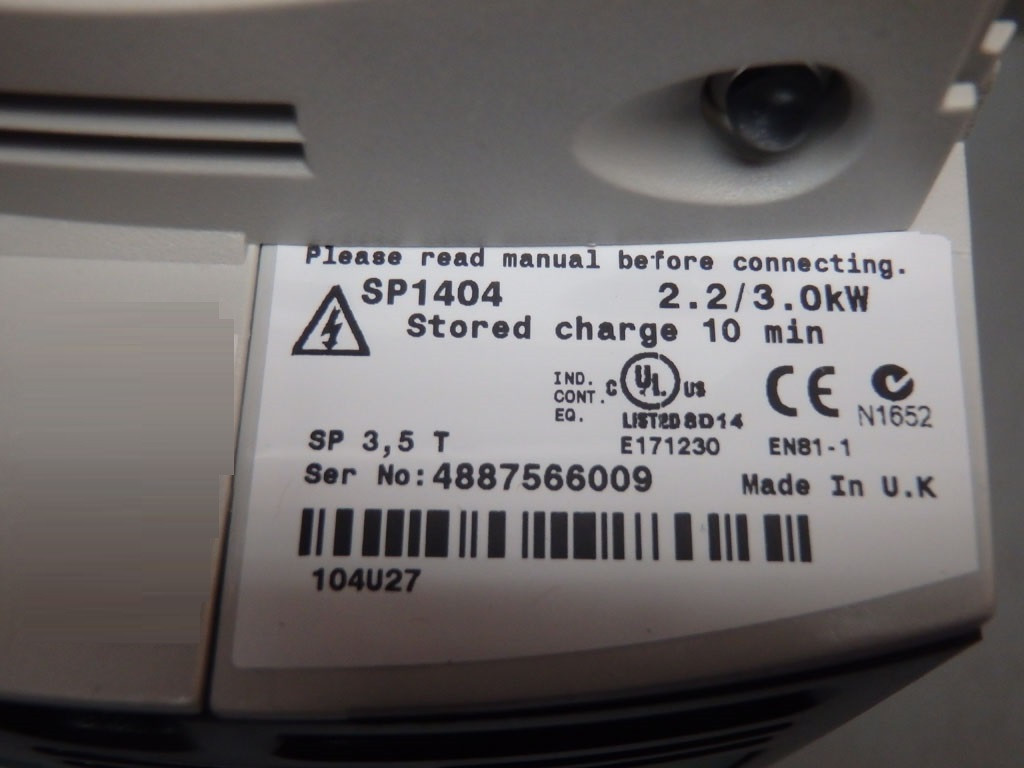 Please read manual before connecting.
SP1404 2.2/3.0kW
Stored charge 10 min
IND.
CONT.
EQ.
C UL US
LISTED 8D14
E171230
CE
N1652
EN81-1
SP 3,5 T
Ser No:4887566009
Made In U.K
104U27